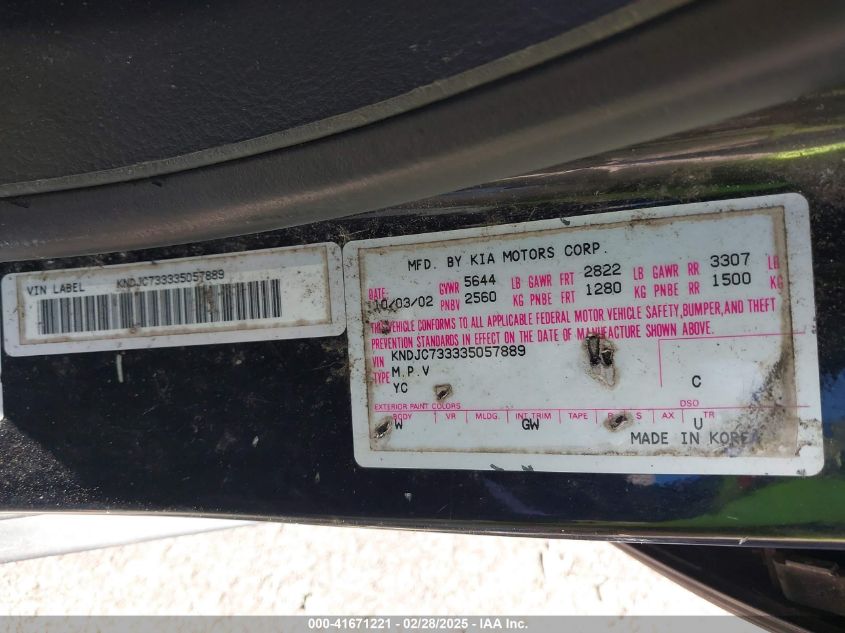 VIN LABEL KNDJC733335057889
MFD. BY KIA MOTORS CORP.
DATE: GVWR 5644 LB GAWR FRT 2822 LB GAWR RR 3307 LB
10/03/02 PNBV 2560 KG PNBE FRT 1280 KG PNBE RR 1500 KG
THIS VEHICLE CONFORMS TO ALL APPLICABLE FEDERAL MOTOR VEHICLE SAFETY,BUMPER,AND THEFT
PREVENTION STANDARDS IN EFFECT ON THE DATE OF MANUFACTURE SHOWN ABOVE.
VIN KNDJC733335057889
TYPE M.P.V
YC C
EXTERIOR PAINT COLORS DSO
BODY VR MLDG. INT.TRIM TAPE S AX TR
W GW U
MADE IN KOREA
000-41671221 - 02/28/2025 - IAA Inc.